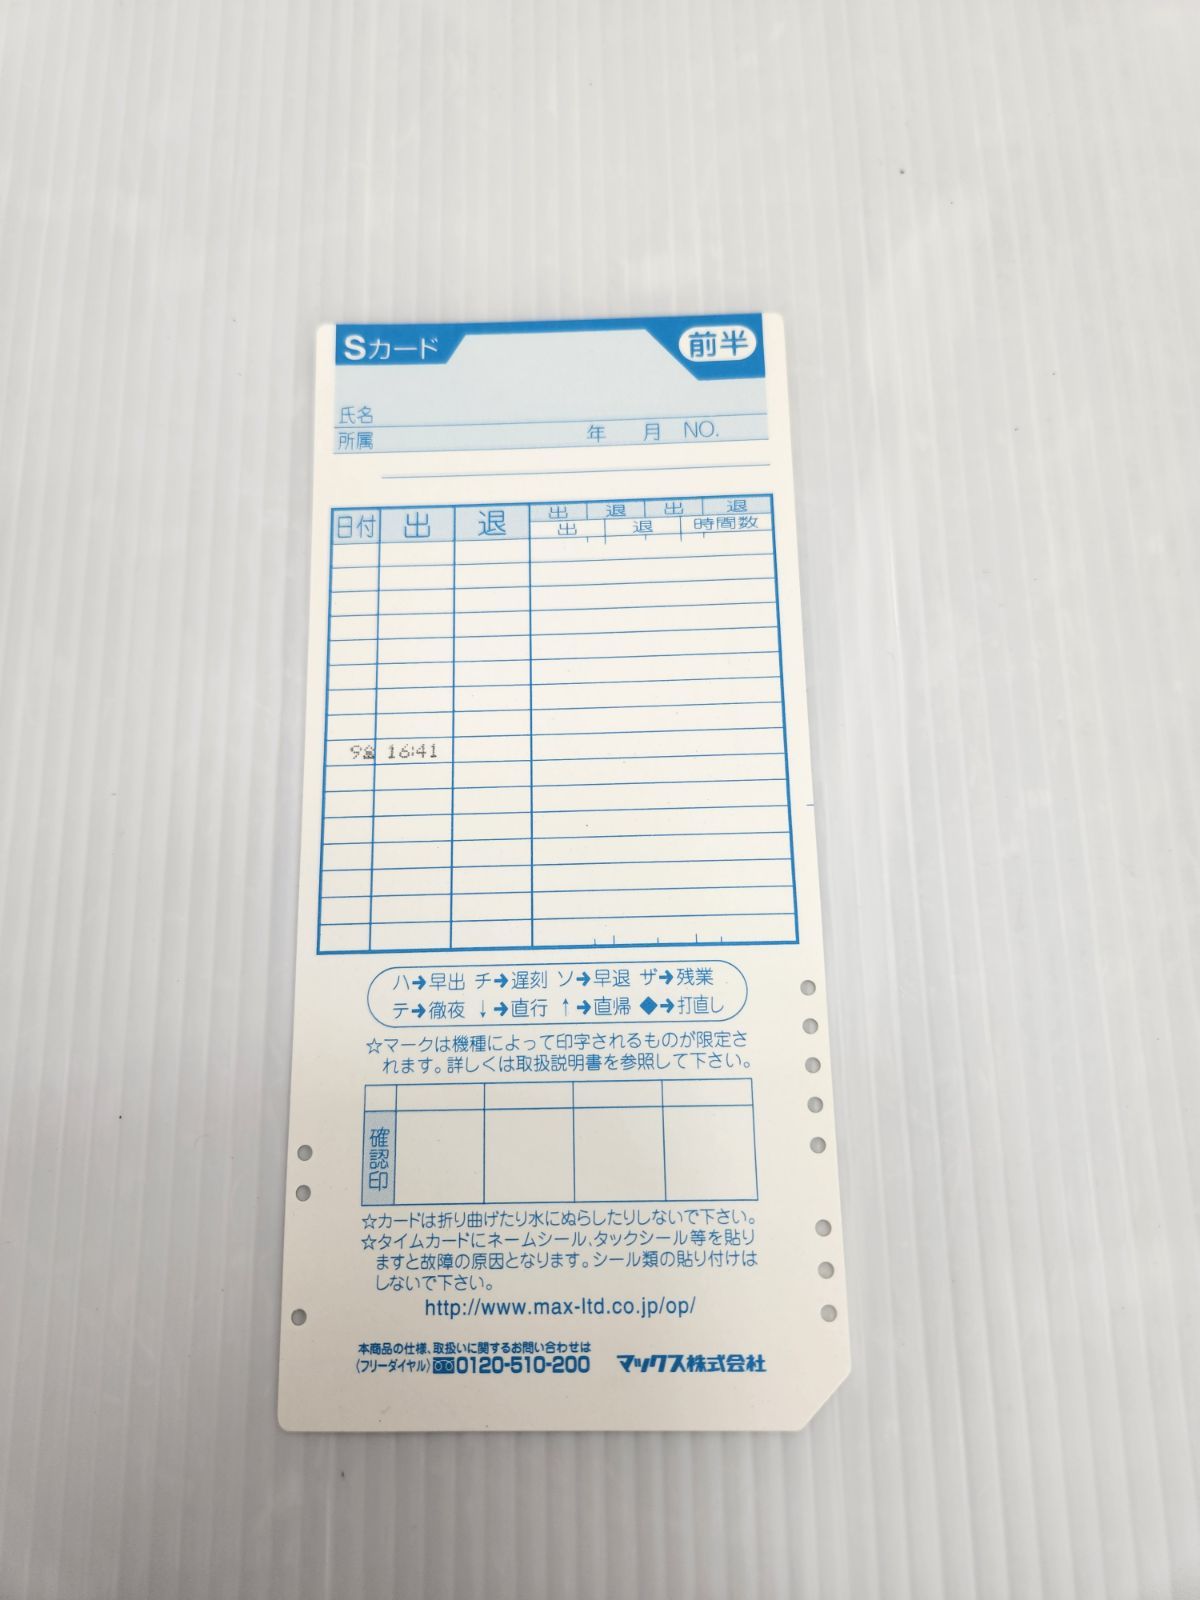 Sカード 前半
氏名
所属 年 月 NO.
日付 出 退 出 退 出 退
出 退 時間数
9金 16:41
ハ→早出 チ→遅刻 ソ→早退 ザ→残業
テ→徹夜 ↓→直行 ↑→直帰 ◆→打直し
☆マークは機種によって印字されるものが限定さ
れます。詳しくは取扱説明書を参照して下さい。
確認印
☆カードは折り曲げたり水にぬらしたりしないで下さい。
☆タイムカードにネームシール、タックシール等を貼り
ますと故障の原因となります。シール類の貼り付けは
しないで下さい。
http://www.max-ltd.co.jp/op/
本商品の仕様、取扱いに関するお問い合わせは
〈フリーダイヤル〉0120-510-200 マックス株式会社